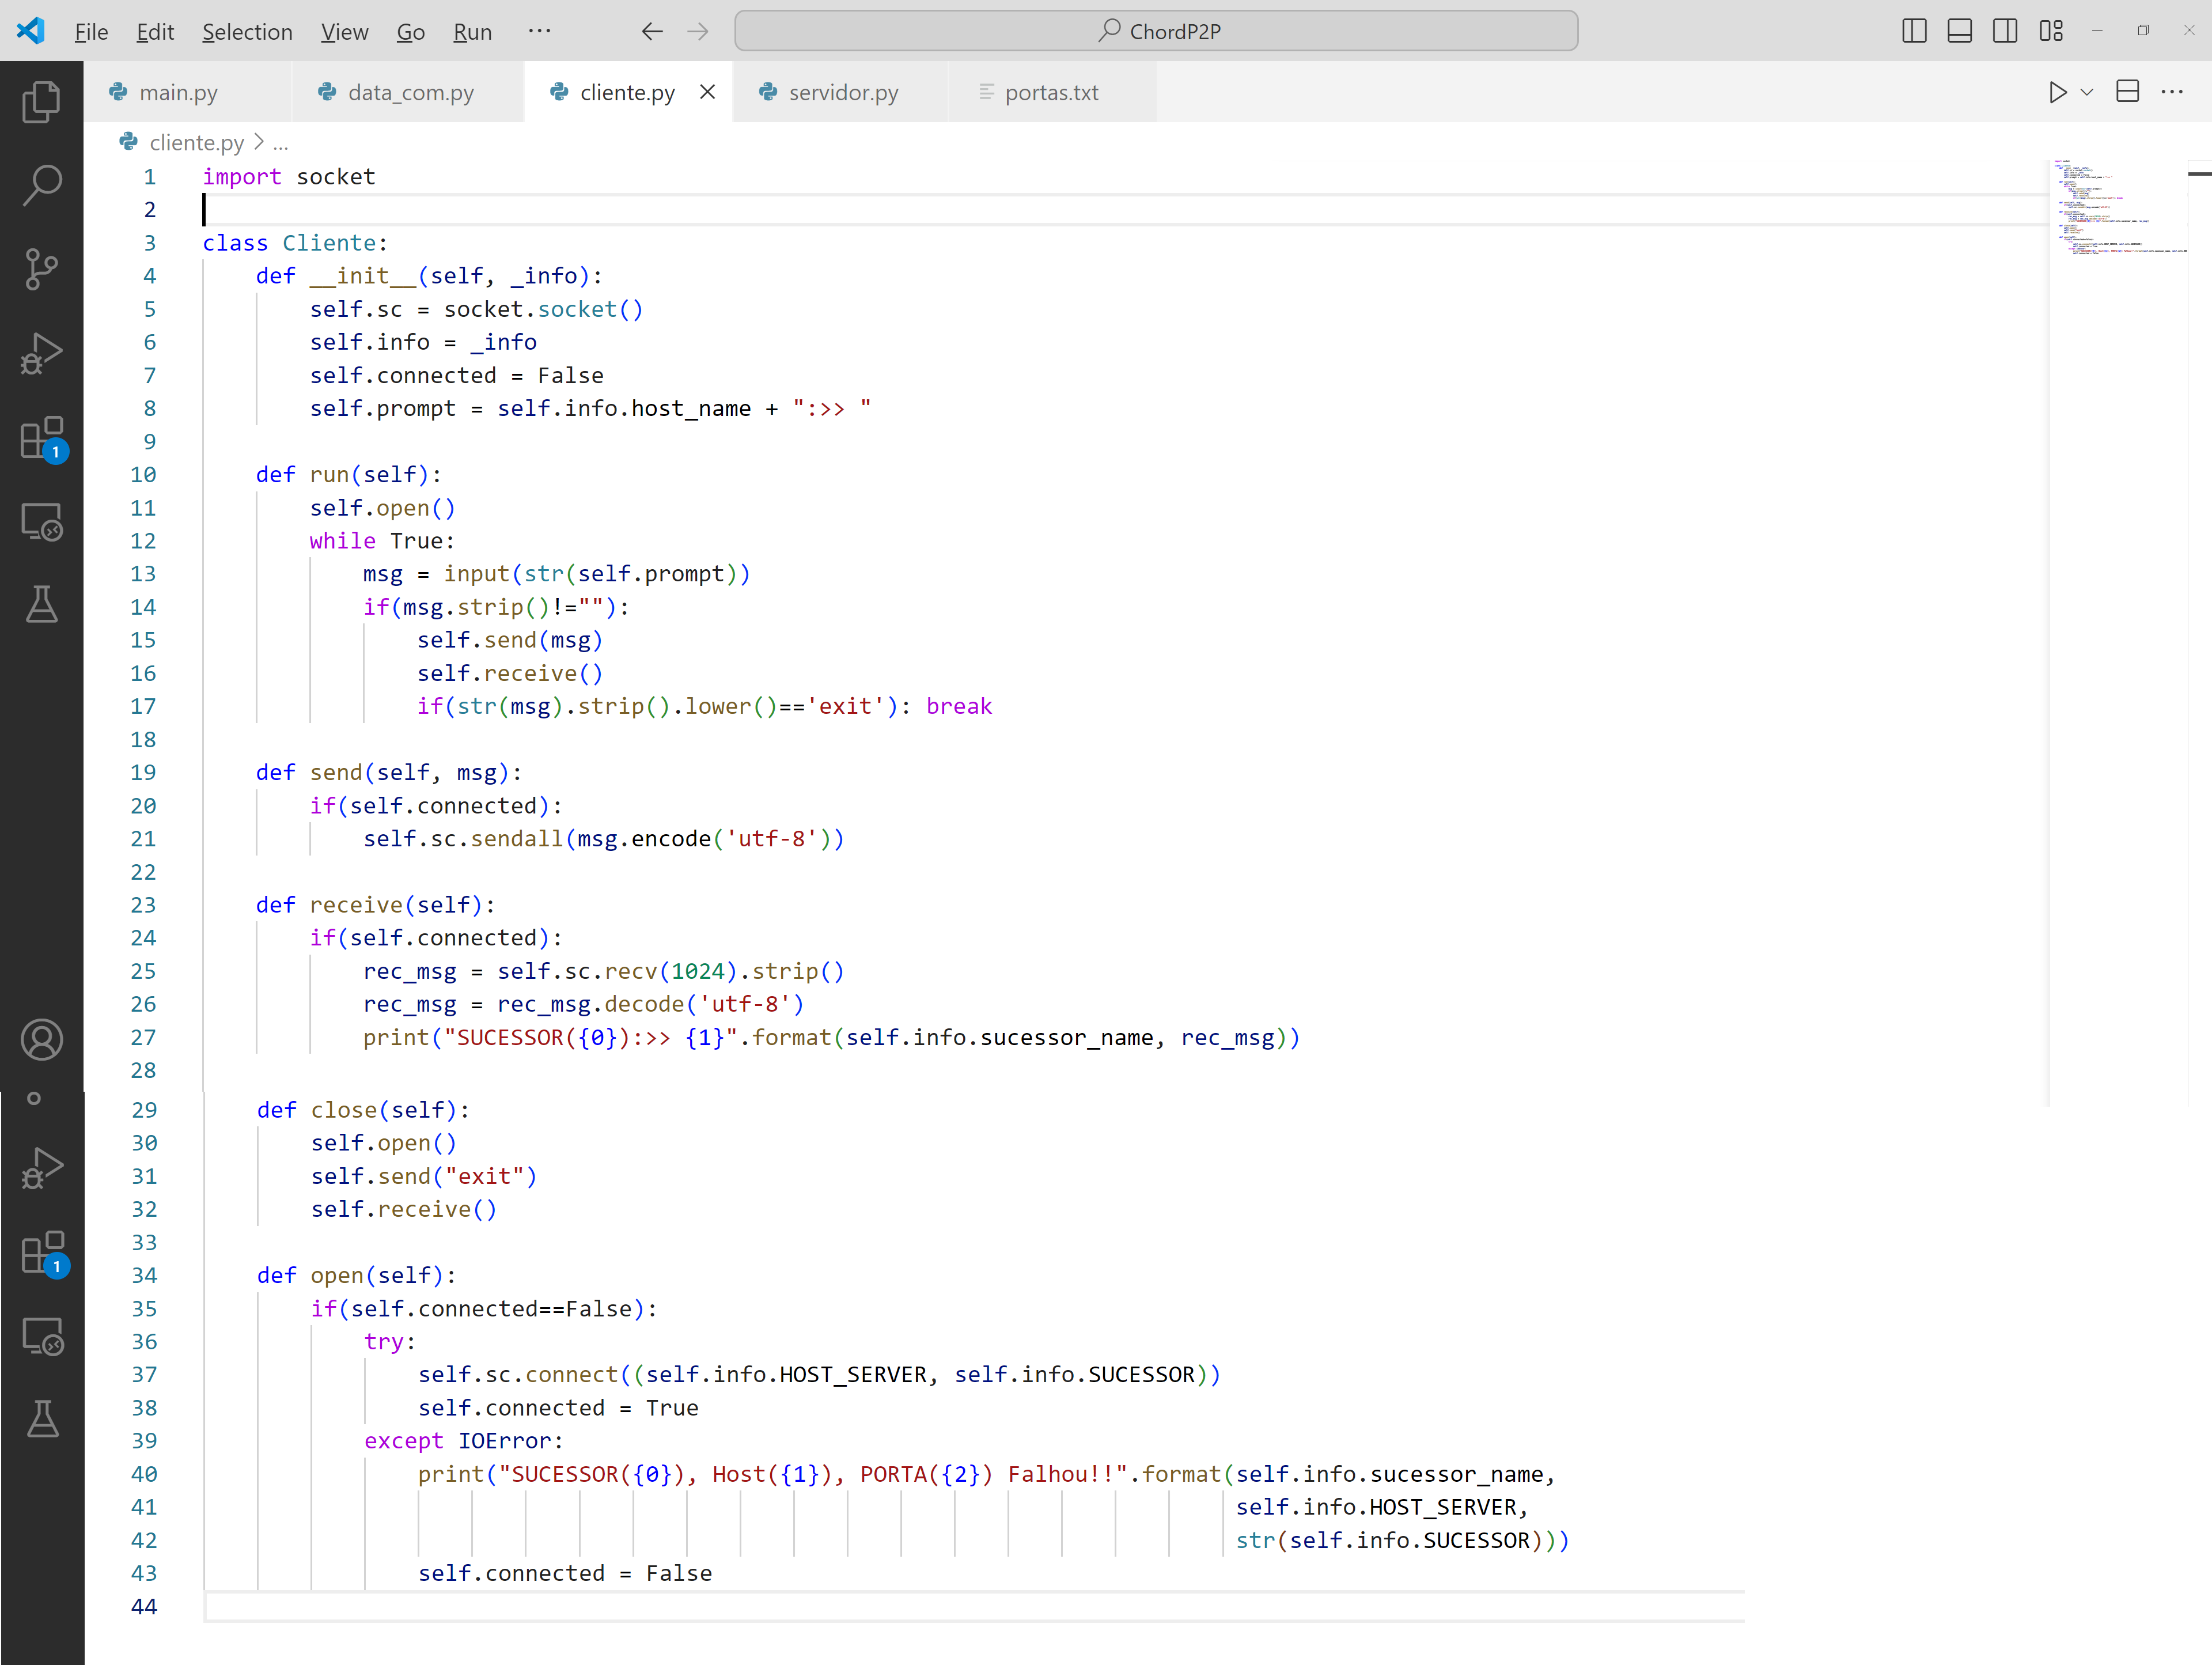 File Edit Selection View Go Run ··· ChordP2P
main.py data_com.py cliente.py servidor.py portas.txt
cliente.py > ...
1 import socket
2
3 class Cliente:
4     def __init__(self, _info):
5         self.sc = socket.socket()
6         self.info = _info
7         self.connected = False
8         self.prompt = self.info.host_name + ":>> "
9
10     def run(self):
11         self.open()
12         while True:
13             msg = input(str(self.prompt))
14             if(msg.strip()!=""):
15                 self.send(msg)
16                 self.receive()
17                 if(str(msg).strip().lower()=='exit'): break
18
19     def send(self, msg):
20         if(self.connected):
21             self.sc.sendall(msg.encode('utf-8'))
22
23     def receive(self):
24         if(self.connected):
25             rec_msg = self.sc.recv(1024).strip()
26             rec_msg = rec_msg.decode('utf-8')
27             print("SUCESSOR({0}):>> {1}".format(self.info.sucessor_name, rec_msg))
28
29     def close(self):
30         self.open()
31         self.send("exit")
32         self.receive()
33
34     def open(self):
35         if(self.connected==False):
36             try:
37                 self.sc.connect((self.info.HOST_SERVER, self.info.SUCESSOR))
38                 self.connected = True
39             except IOError:
40                 print("SUCESSOR({0}), Host({1}), PORTA({2}) Falhou!!".format(self.info.sucessor_name,
41                                                                              self.info.HOST_SERVER,
42                                                                              str(self.info.SUCESSOR)))
43                 self.connected = False
44
1
1